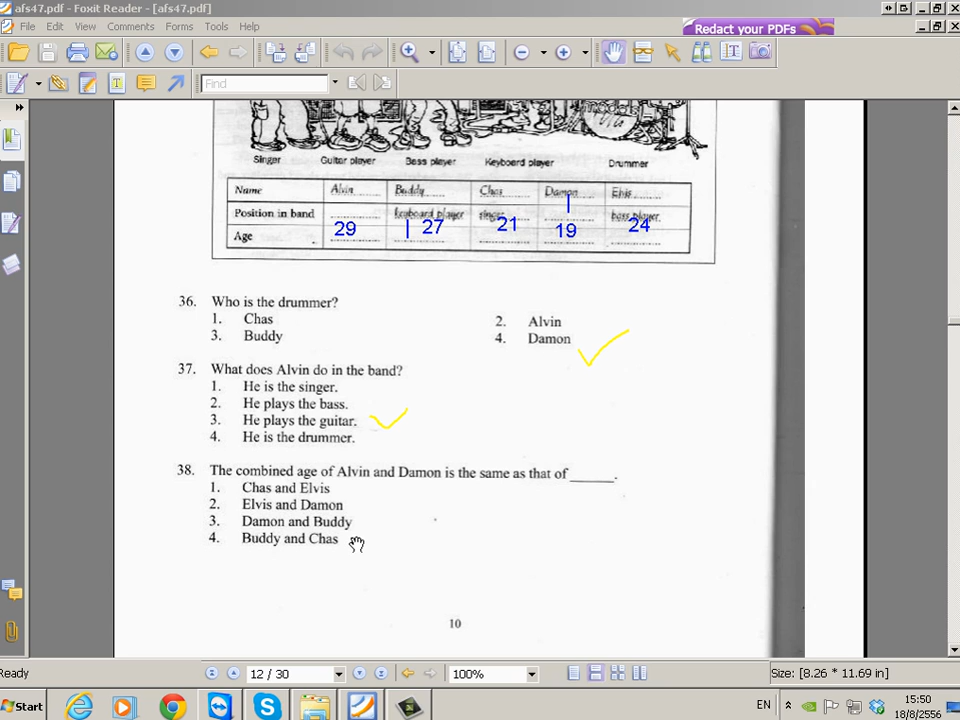 afs47.pdf - Foxit Reader - [afs47.pdf]
File Edit View Comments Forms Tools Help
Redact your PDFs
Find
Singer Guitar player Bass player Keyboard player Drummer
Name Alvin Buddy Chas Damon Elvis
Position in band keyboard player singer bass player
Age 29 27 21 19 24
36. Who is the drummer?
1. Chas 2. Alvin
3. Buddy 4. Damon
37. What does Alvin do in the band?
1. He is the singer.
2. He plays the bass.
3. He plays the guitar.
4. He is the drummer.
38. The combined age of Alvin and Damon is the same as that of ______.
1. Chas and Elvis
2. Elvis and Damon
3. Damon and Buddy
4. Buddy and Chas
10
Ready 12 / 30 100% Size: [8.26 * 11.69 in]
Start EN 15:50
18/8/2556